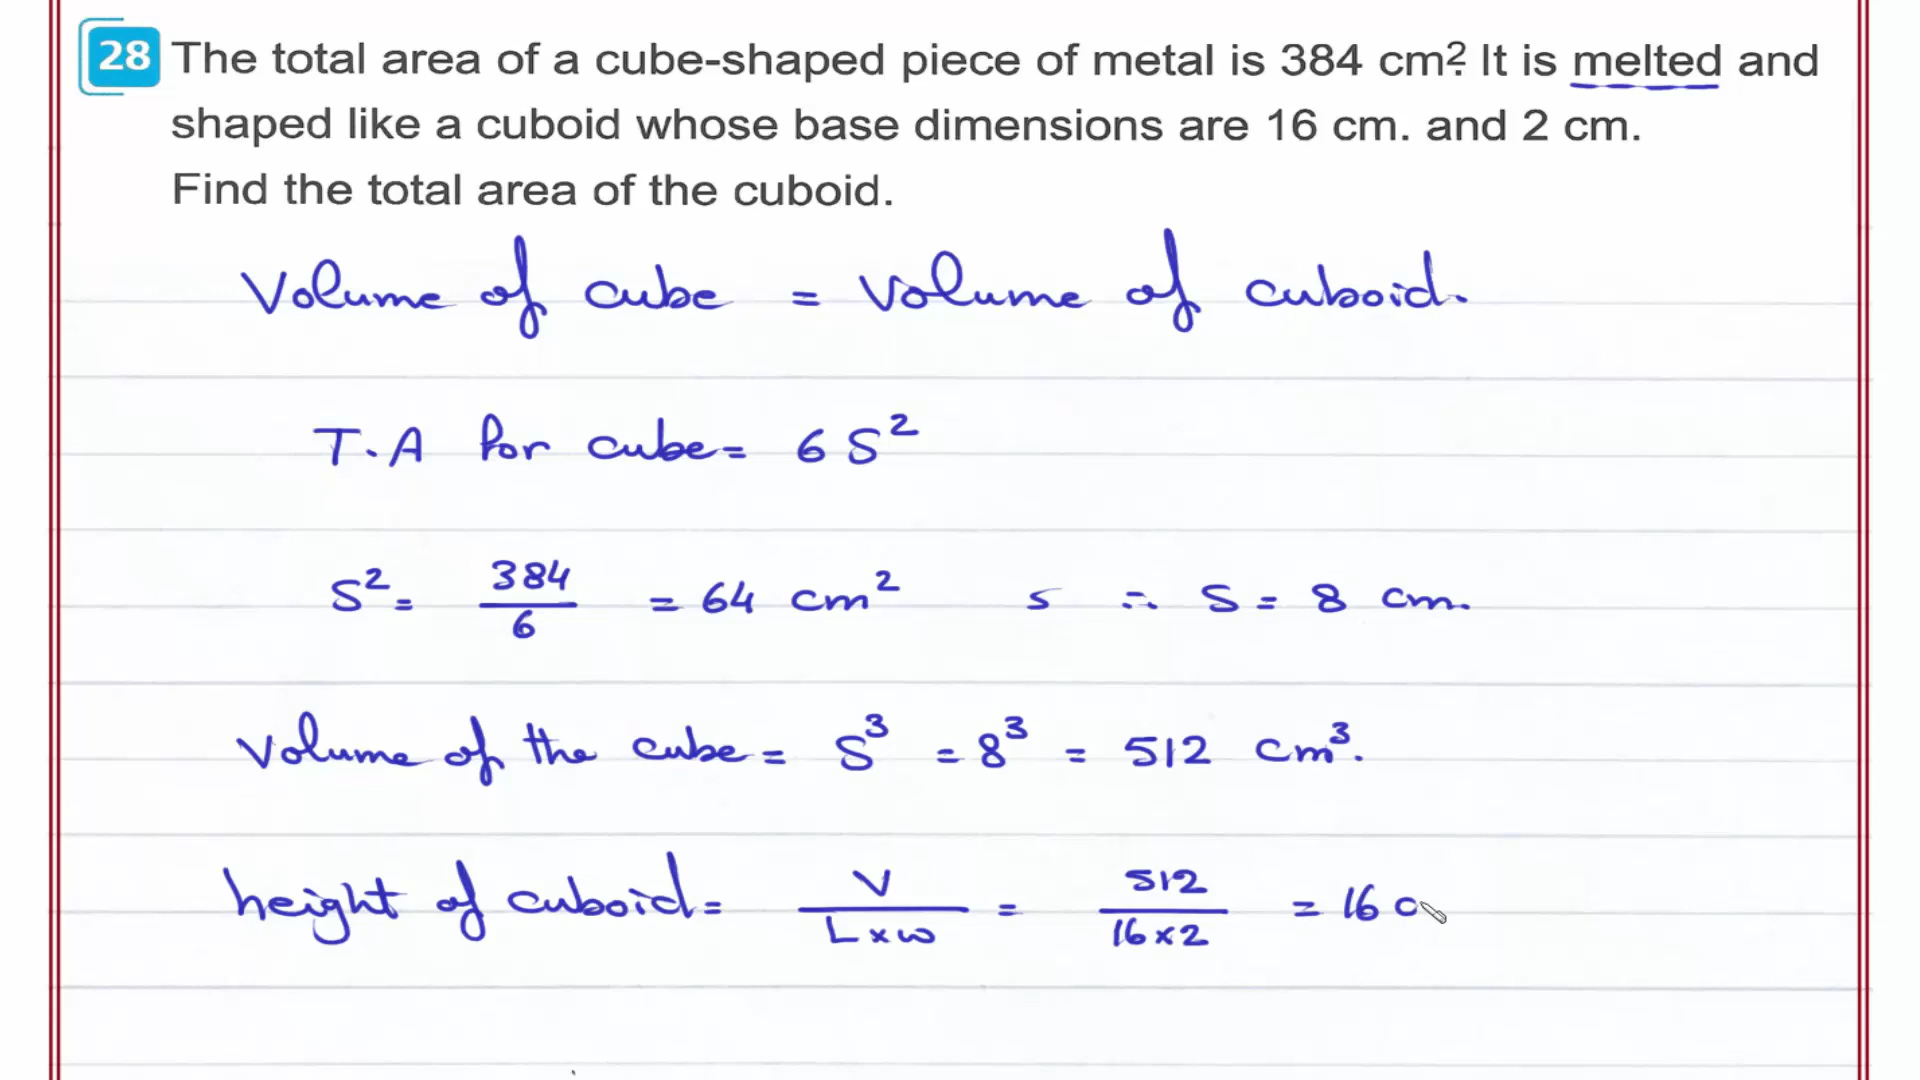 28 The total area of a cube-shaped piece of metal is 384 cm². It is melted and
shaped like a cuboid whose base dimensions are 16 cm. and 2 cm.
Find the total area of the cuboid.
Volume of cube = Volume of cuboid.
T.A for cube = 6 S²
S² = 384/6 = 64 cm² s ∴ S = 8 cm.
Volume of the cube = S³ = 8³ = 512 cm³.
height of cuboid = V/(L×w) = 512/(16×2) = 16 c